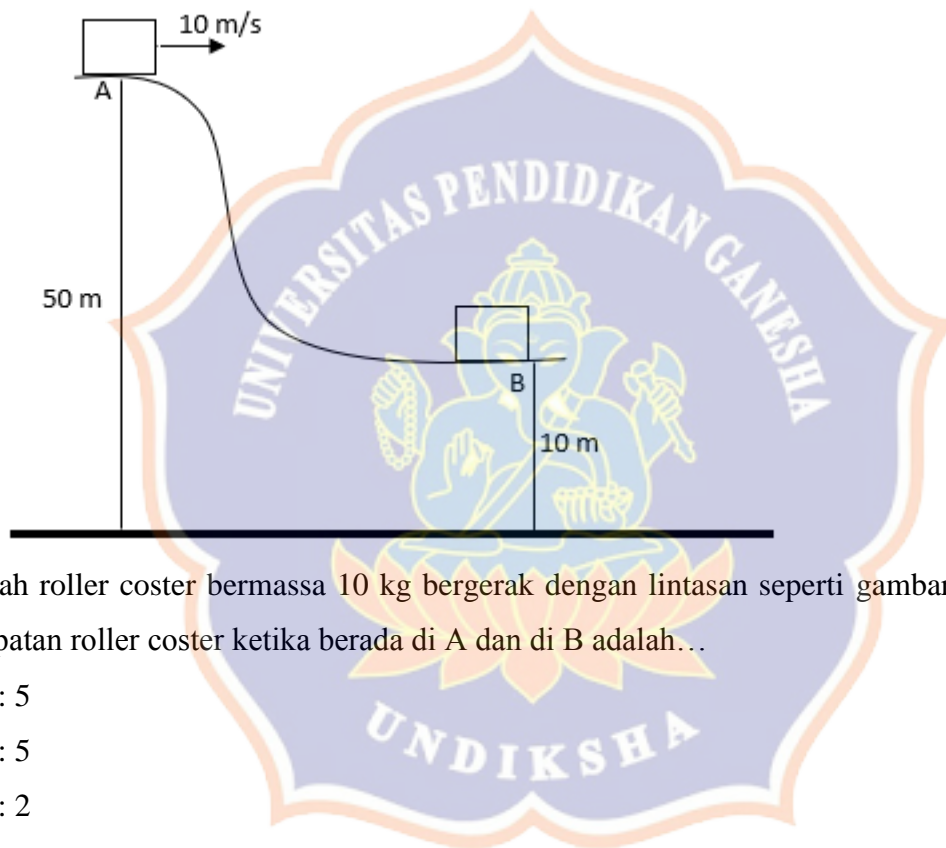 10 m/s
A
50 m
B
10 m
UNIVERSITAS PENDIDIKAN GANESHA
ah roller coster bermassa 10 kg bergerak dengan lintasan seperti gambar
patan roller coster ketika berada di A dan di B adalah…
: 5
: 5
: 2
UNDIKSHA